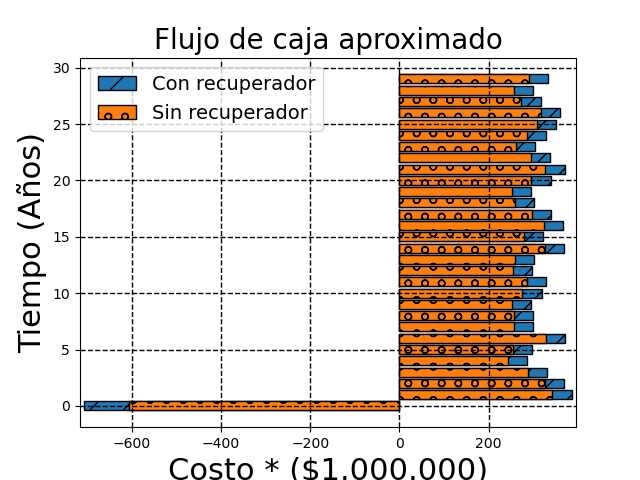 Flujo de caja aproximado
Con recuperador
Sin recuperador
Tiempo (Años)
30
25
20
15
10
5
0
−600 −400 −200 0 200
Costo * ($1.000.000)